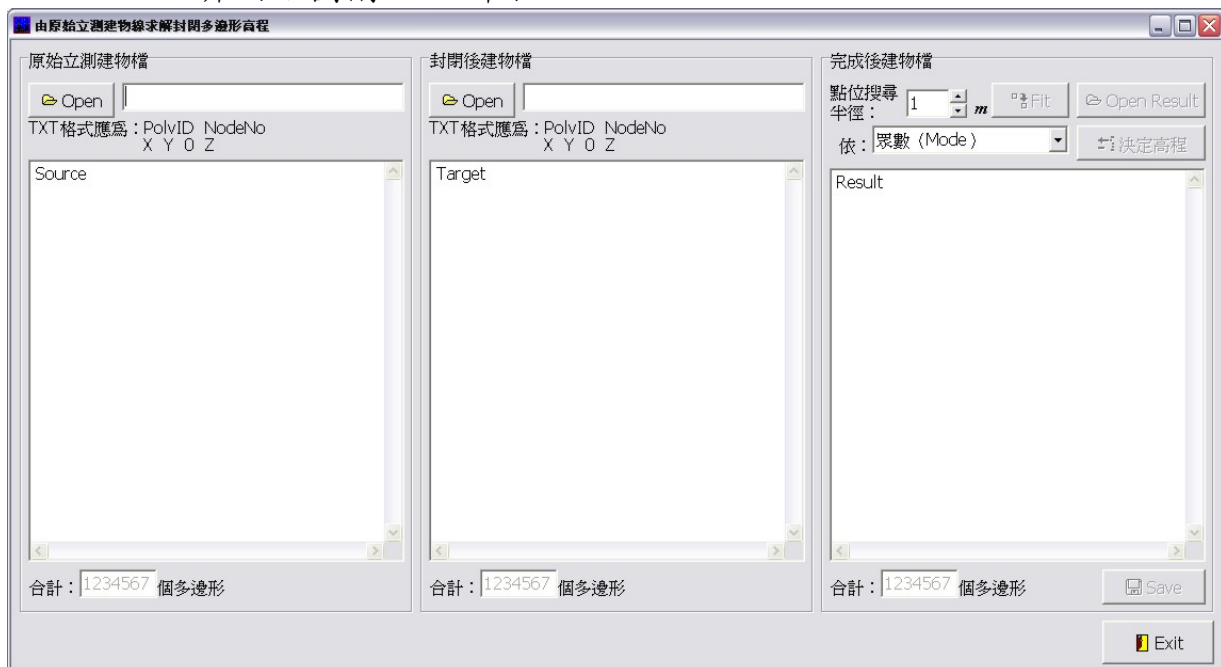 由原始立測建物線求解封閉多邊形高程
原始立測建物檔
Open
TXT格式應為：PolyID NodeNo
X Y 0 Z
Source
合計：1234567 個多邊形
封閉後建物檔
Open
TXT格式應為：PolyID NodeNo
X Y 0 Z
Target
合計：1234567 個多邊形
完成後建物檔
點位搜尋
半徑：
1
m
Fit
Open Result
依：
眾數 (Mode)
決定高程
Result
合計：1234567 個多邊形
Save
Exit